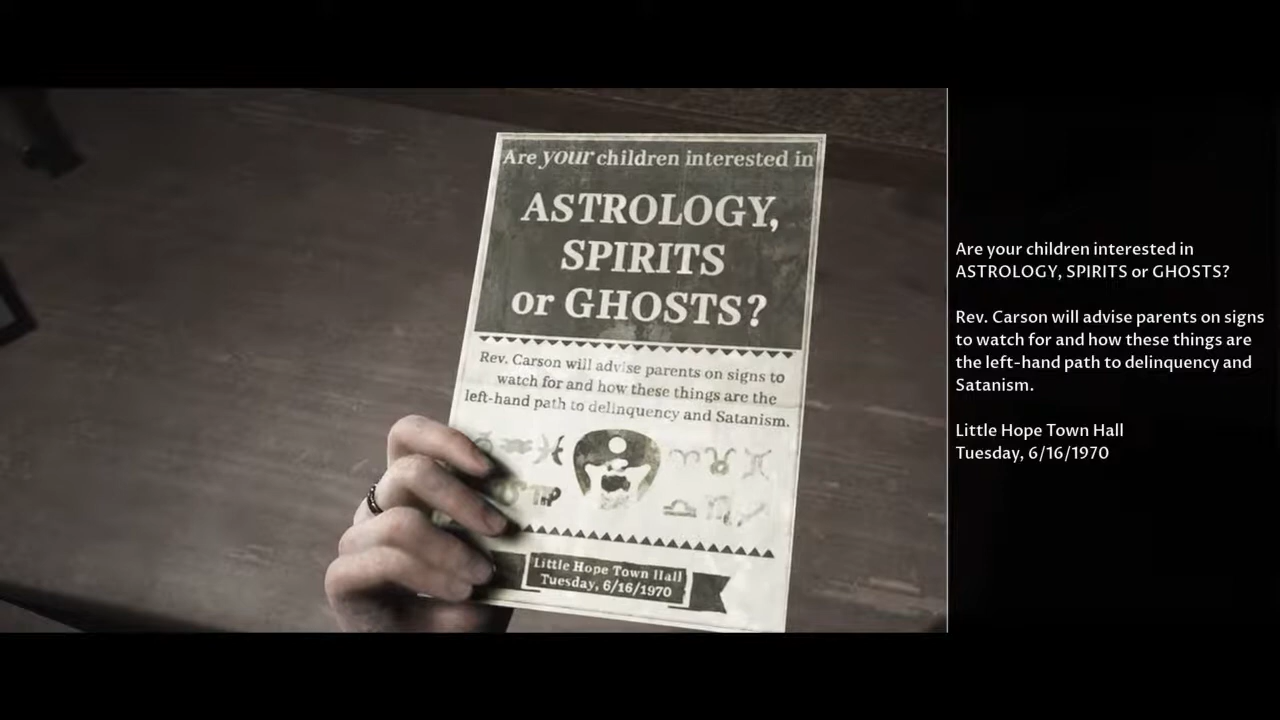 Are your children interested in
ASTROLOGY,
SPIRITS
or GHOSTS?
Rev. Carson will advise parents on signs to
watch for and how these things are the
left-hand path to delinquency and Satanism.
Little Hope Town Hall
Tuesday, 6/16/1970
Are your children interested in
ASTROLOGY, SPIRITS or GHOSTS?
Rev. Carson will advise parents on signs
to watch for and how these things are
the left-hand path to delinquency and
Satanism.
Little Hope Town Hall
Tuesday, 6/16/1970